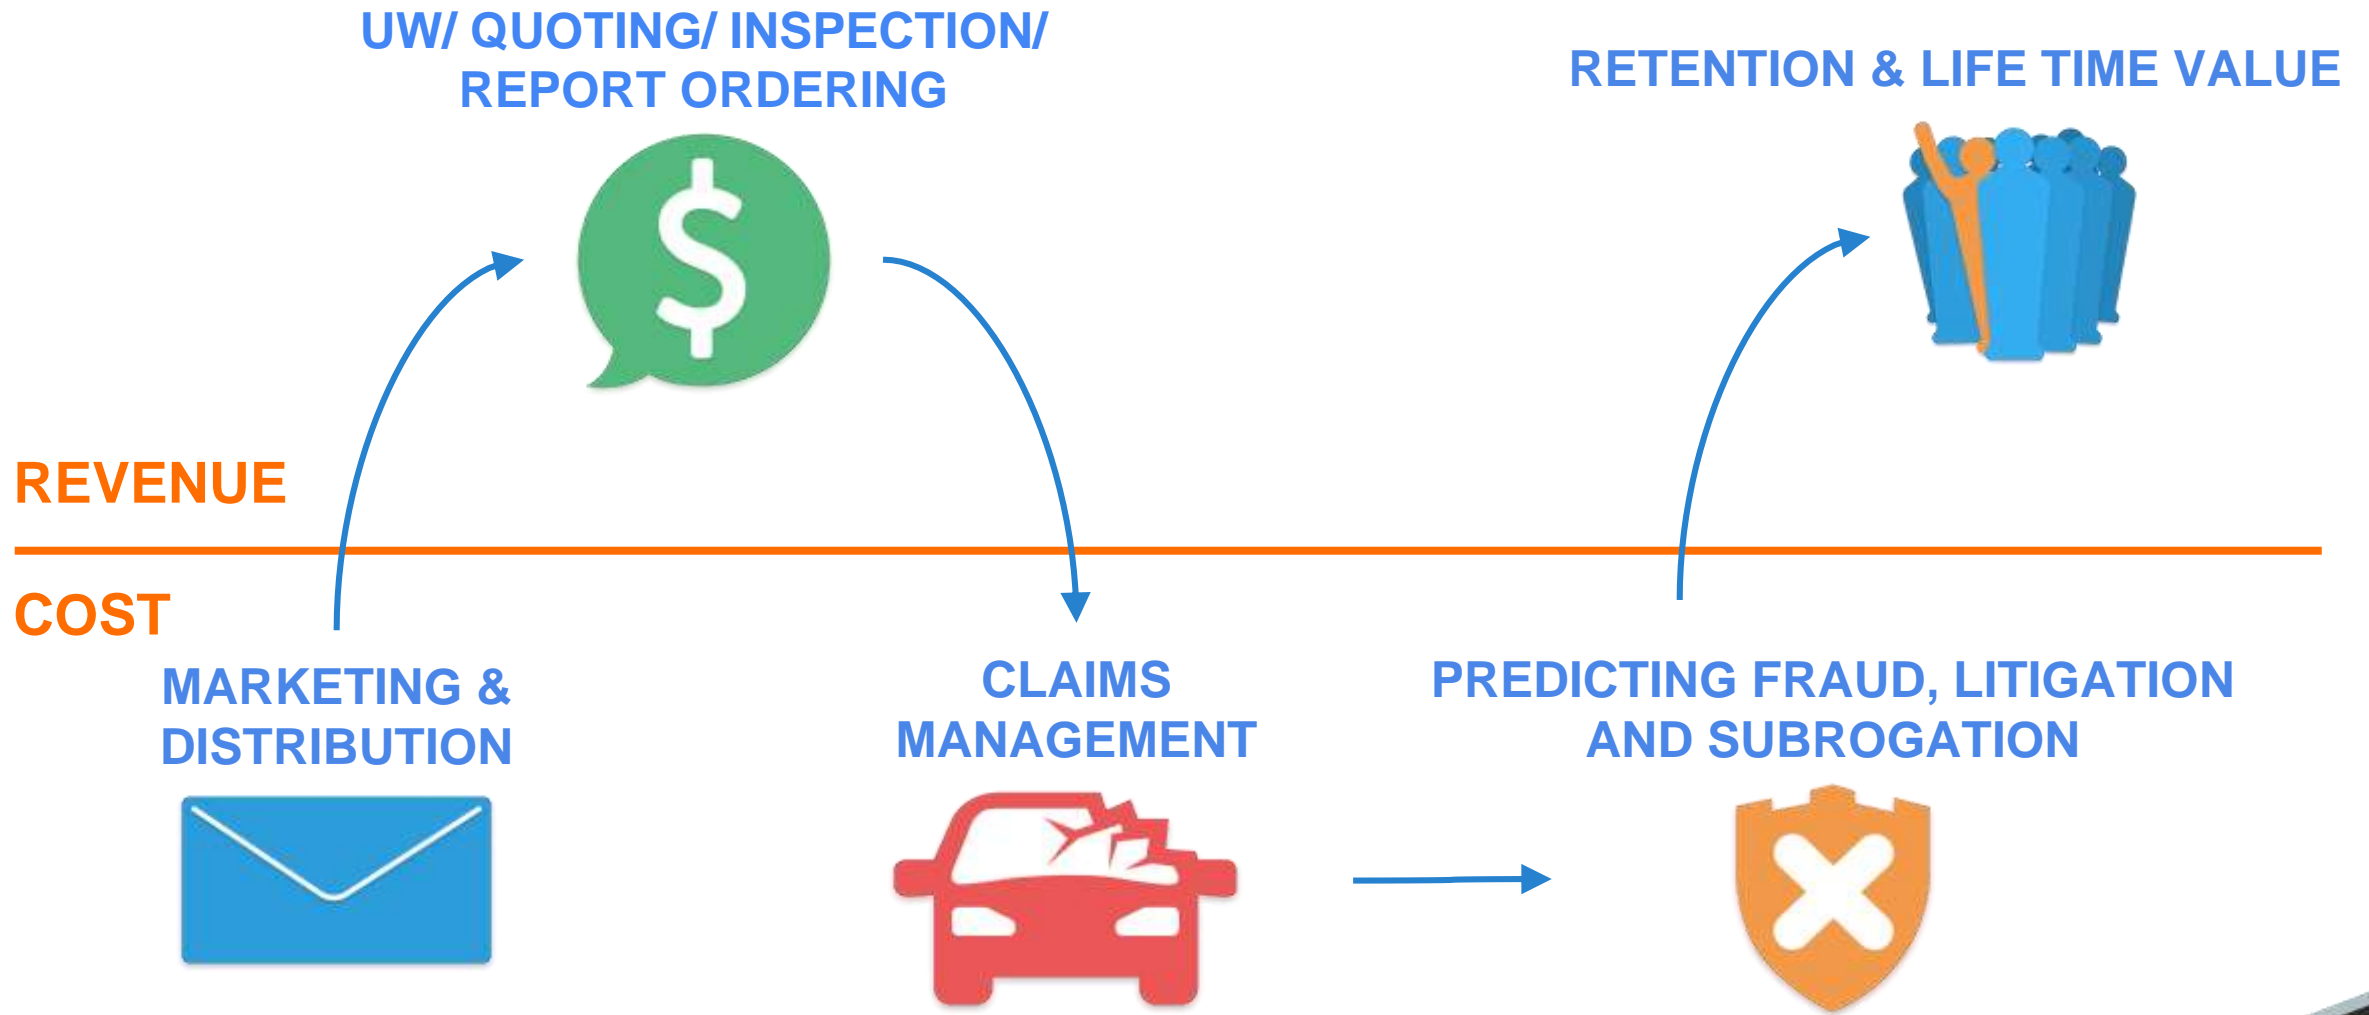 UW/ QUOTING/ INSPECTION/
REPORT ORDERING
RETENTION & LIFE TIME VALUE
REVENUE
COST
MARKETING &
DISTRIBUTION
CLAIMS
MANAGEMENT
PREDICTING FRAUD, LITIGATION
AND SUBROGATION